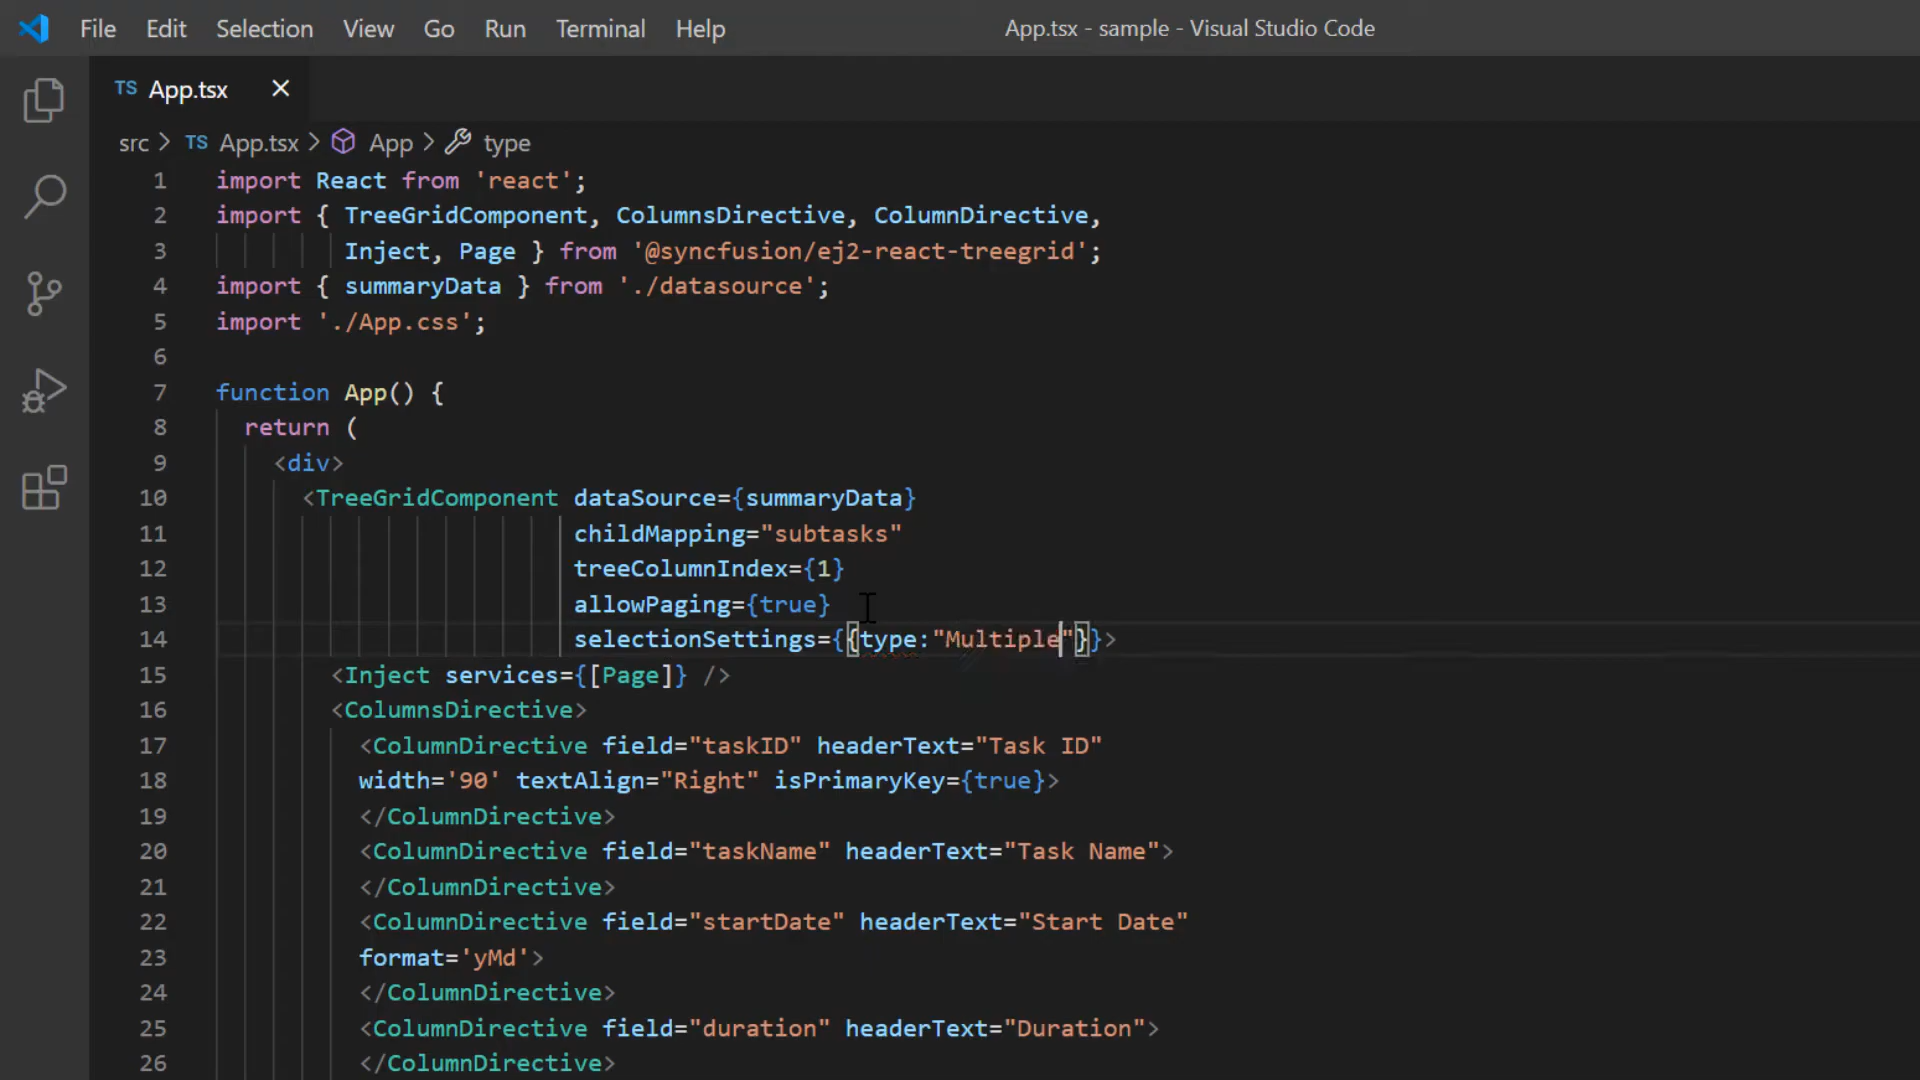 File Edit Selection View Go Run Terminal Help App.tsx - sample - Visual Studio Code
TS App.tsx ×
src > TS App.tsx > App > type
1 import React from 'react';
2 import { TreeGridComponent, ColumnsDirective, ColumnDirective,
3 Inject, Page } from '@syncfusion/ej2-react-treegrid';
4 import { summaryData } from './datasource';
5 import './App.css';
6
7 function App() {
8 return (
9 <div>
10 <TreeGridComponent dataSource={summaryData}
11 childMapping="subtasks"
12 treeColumnIndex={1}
13 allowPaging={true}
14 selectionSettings={{type:"Multiple"}}>
15 <Inject services={[Page]} />
16 <ColumnsDirective>
17 <ColumnDirective field="taskID" headerText="Task ID"
18 width='90' textAlign="Right" isPrimaryKey={true}>
19 </ColumnDirective>
20 <ColumnDirective field="taskName" headerText="Task Name">
21 </ColumnDirective>
22 <ColumnDirective field="startDate" headerText="Start Date"
23 format='yMd'>
24 </ColumnDirective>
25 <ColumnDirective field="duration" headerText="Duration">
26 </ColumnDirective>